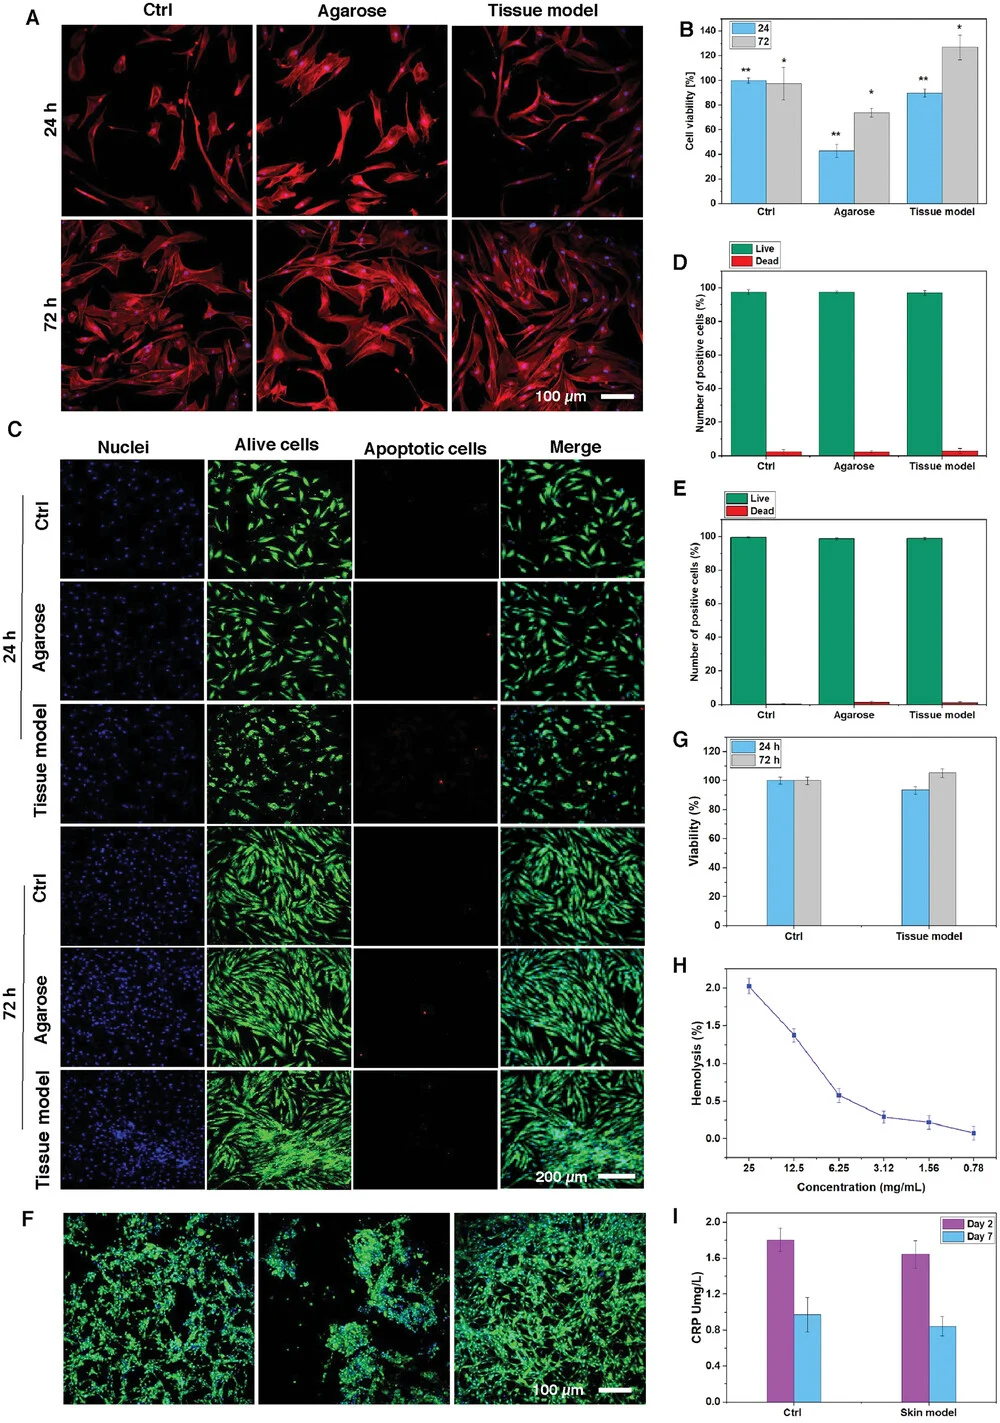 A
Ctrl
Agarose
Tissue model
24 h
72 h
100 µm
B
24
72
Cell viability [%]
140
120
100
80
60
40
20
0
**
*
**
*
**
*
Ctrl
Agarose
Tissue model
D
Live
Dead
Number of positive cells (%)
100
80
60
40
20
0
Ctrl
Agarose
Tissue model
C
Nuclei
Alive cells
Apoptotic cells
Merge
24 h
Ctrl
Agarose
Tissue model
72 h
Ctrl
Agarose
Tissue model
200 µm
E
Live
Dead
Number of positive cells (%)
100
80
60
40
20
0
Ctrl
Agarose
Tissue model
G
24 h
72 h
Viability (%)
120
100
80
60
40
20
0
Ctrl
Tissue model
H
Hemolysis (%)
2.0
1.5
1.0
0.5
0.0
25
12.5
6.25
3.12
1.56
0.78
Concentration (mg/mL)
F
100 µm
I
Day 2
Day 7
CRP Umg/L)
2.0
1.6
1.2
0.8
0.4
0.0
Ctrl
Skin model